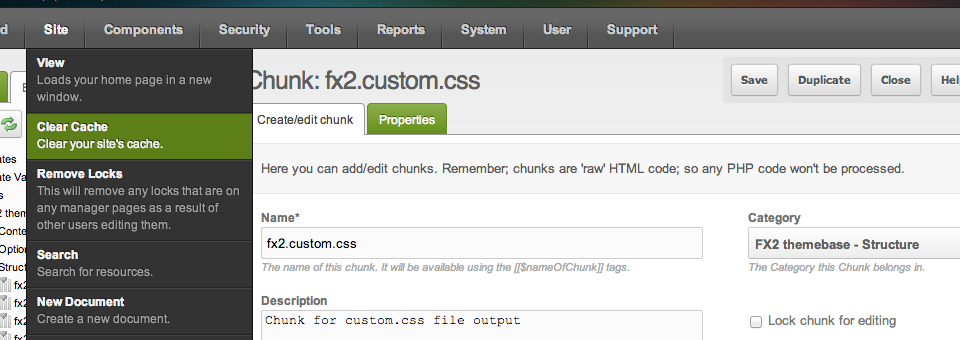 d Site Components Security Tools Reports System User Support
View
Loads your home page in a new
window.
Clear Cache
Clear your site's cache.
Remove Locks
This will remove any locks that are on
any manager pages as a result of
other users editing them.
Search
Search for resources.
New Document
Create a new document.
ates
ate Va
s
2 them
Conte
Option
Struct
fx2
fx2
fx2
fx2
Chunk: fx2.custom.css
Save Duplicate Close Help
Create/edit chunk Properties
Here you can add/edit chunks. Remember; chunks are 'raw' HTML code; so any PHP code won't be processed.
Name* Category
fx2.custom.css FX2 themebase - Structure
The name of this chunk. It will be available using the [[$nameOfChunk]] tags. The Category this Chunk belongs in.
Description
Chunk for custom.css file output Lock chunk for editing